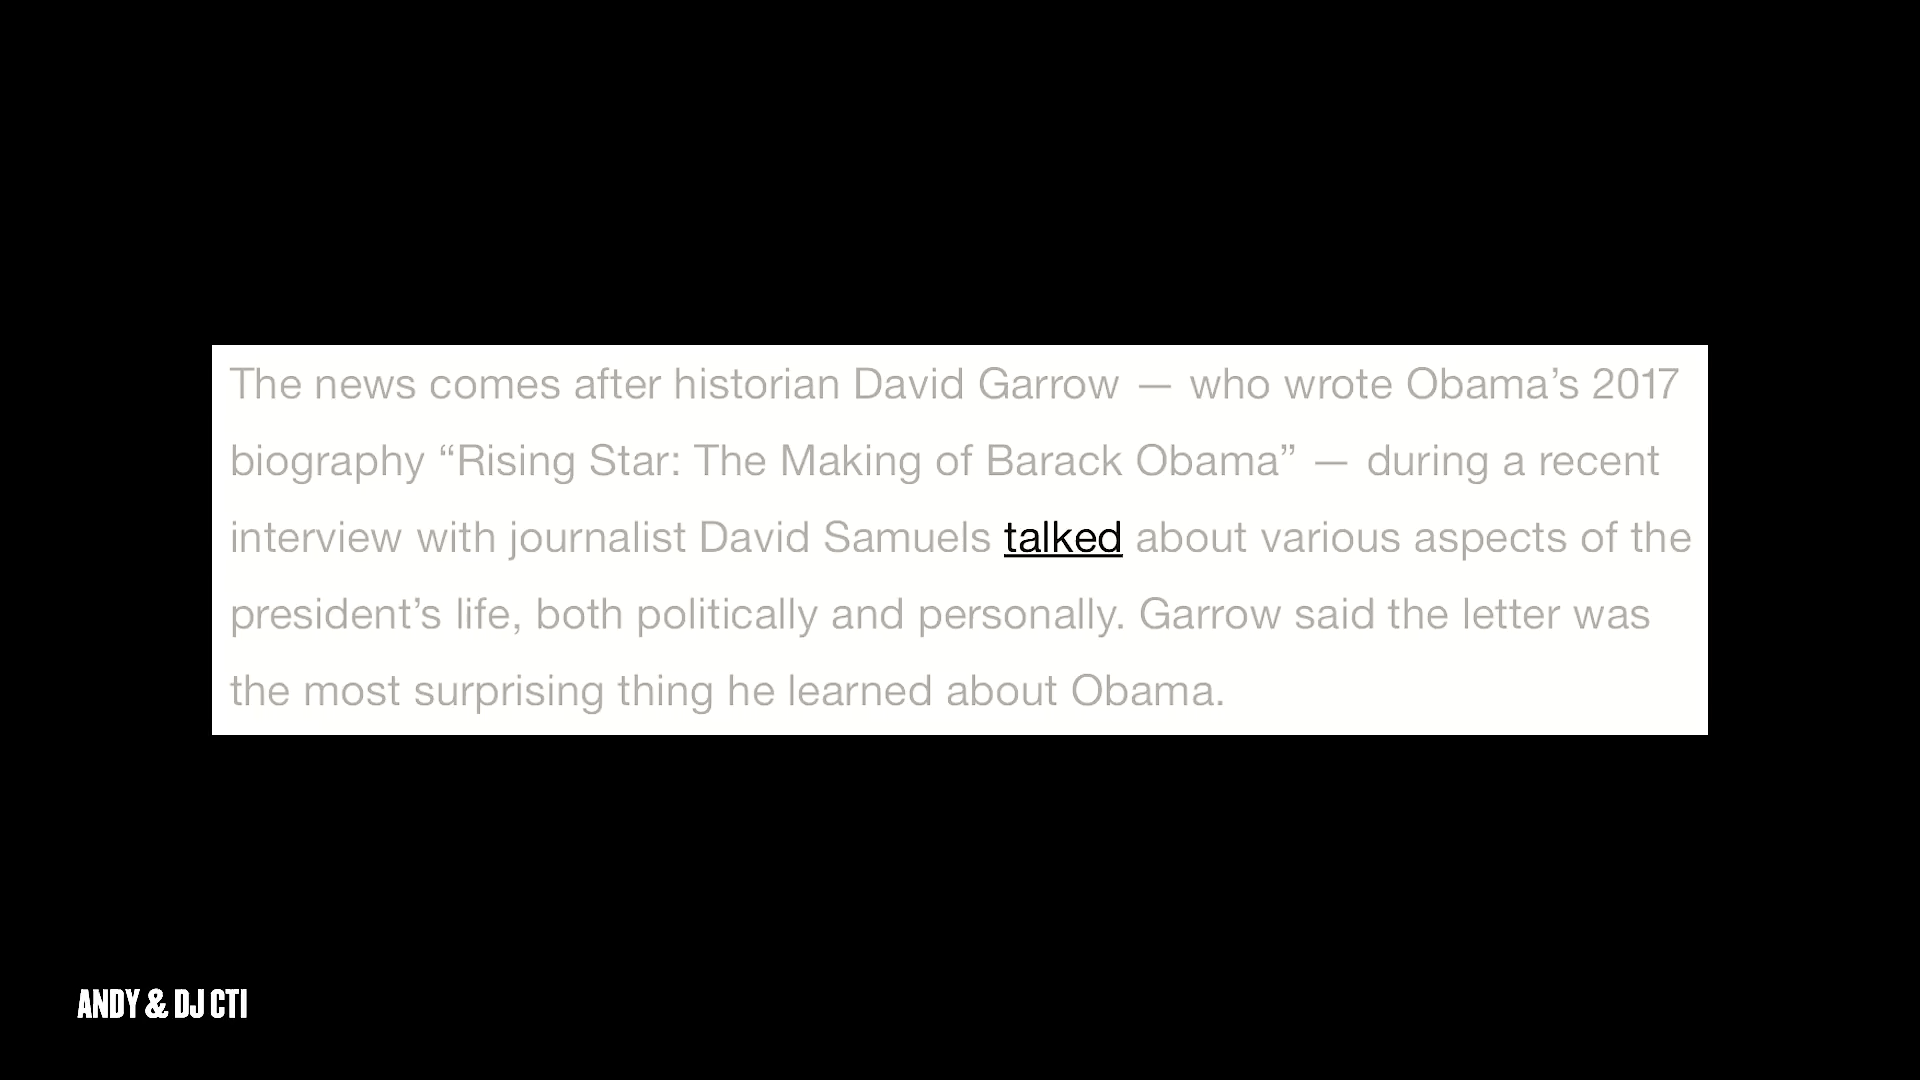 The news comes after historian David Garrow — who wrote Obama’s 2017
biography “Rising Star: The Making of Barack Obama” — during a recent
interview with journalist David Samuels talked about various aspects of the
president’s life, both politically and personally. Garrow said the letter was
the most surprising thing he learned about Obama.
ANDY & DJ CTI